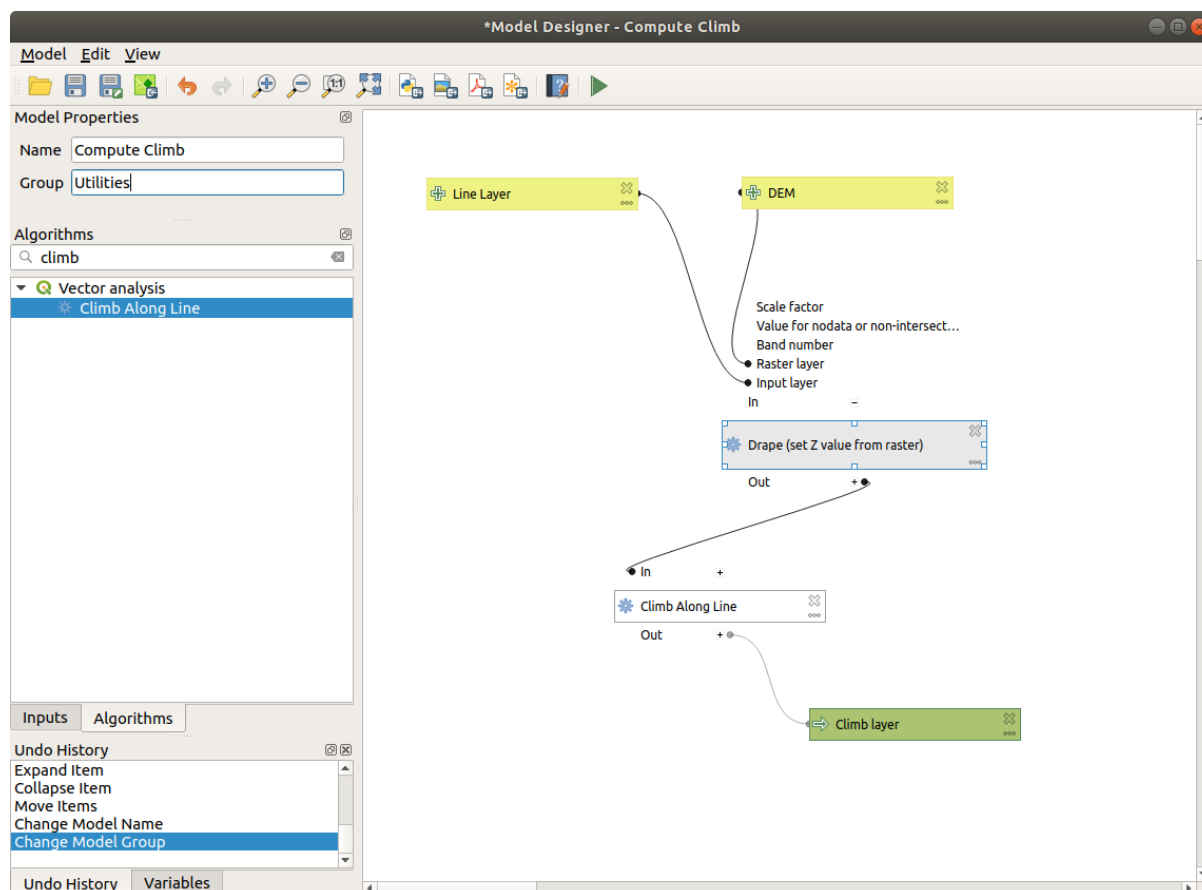 *Model Designer - Compute Climb
Model Edit View
1:1
Model Properties
Name Compute Climb
Group Utilities
Algorithms
climb
Vector analysis
Climb Along Line
Inputs Algorithms
Undo History
Expand Item
Collapse Item
Move Items
Change Model Name
Change Model Group
Undo History Variables
Line Layer
DEM
Scale factor
Value for nodata or non-intersect...
Band number
Raster layer
Input layer
In -
Drape (set Z value from raster)
Out +
In +
Climb Along Line
Out +
Climb layer